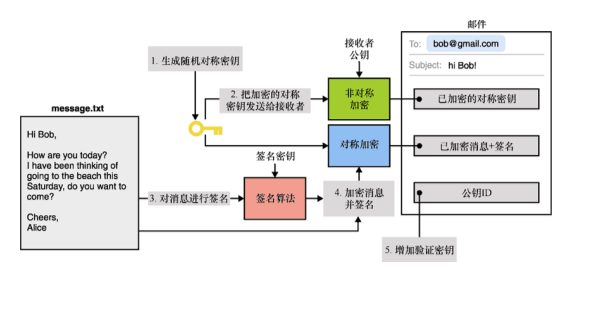 邮件
To: bob@gmail.com
Subject: hi Bob!
接收者
公钥
1. 生成随机对称密钥
2. 把加密的对称
密钥发送给接收者
非对称
加密
已加密的对称密钥
message.txt
Hi Bob,
How are you today?
I have been thinking of
going to the beach this
Saturday, do you want to
come?
Cheers,
Alice
对称加密
已加密消息+签名
签名密钥
3. 对消息进行签名
签名算法
4. 加密消息
并签名
公钥ID
5. 增加验证密钥